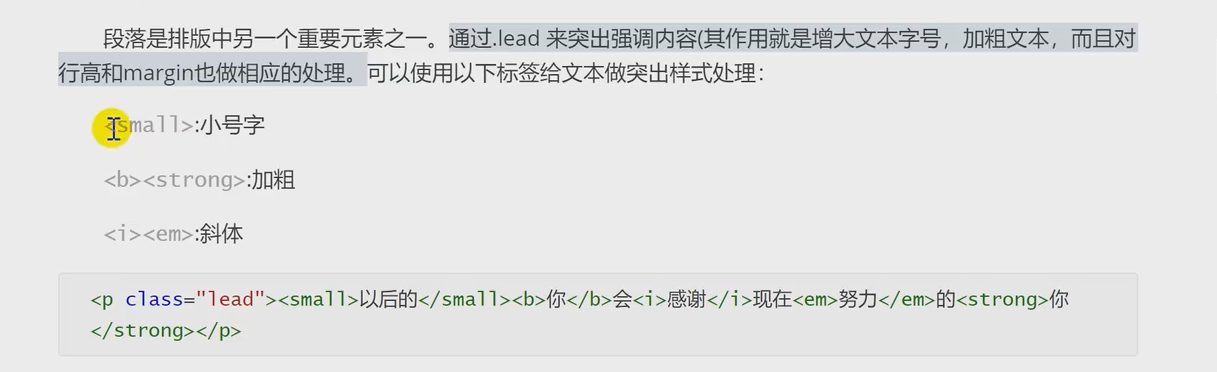 段落是排版中另一个重要元素之一。通过.lead 来突出强调内容(其作用就是增大文本字号，加粗文本，而且对
行高和margin也做相应的处理。可以使用以下标签给文本做突出样式处理：
<small>:小号字
<b><strong>:加粗
<i><em>:斜体
<p class="lead"><small>以后的</small><b>你</b>会<i>感谢</i>现在<em>努力</em>的<strong>你
</strong></p>